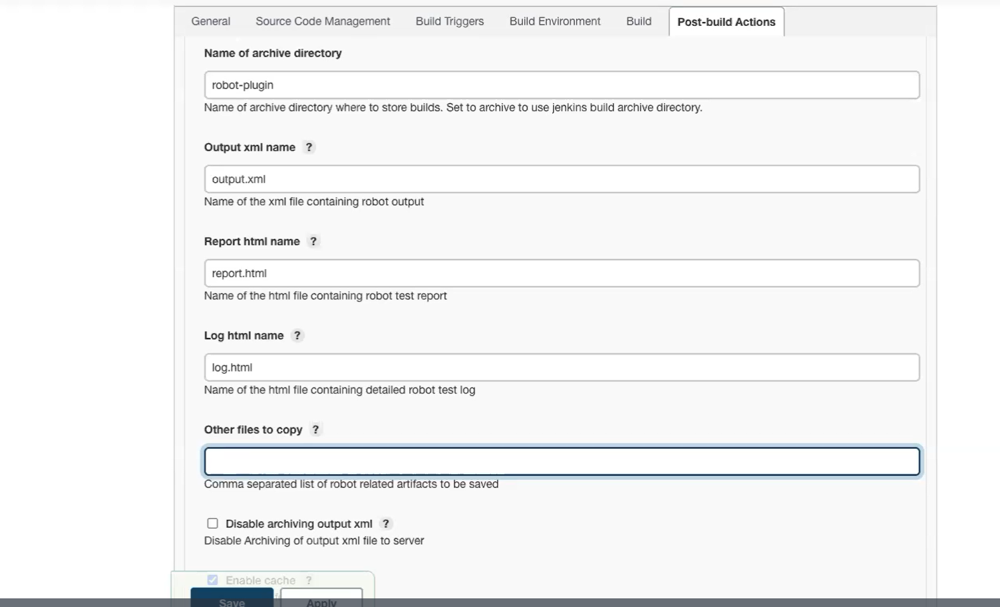 General Source Code Management Build Triggers Build Environment Build Post-build Actions
Name of archive directory
robot-plugin
Name of archive directory where to store builds. Set to archive to use jenkins build archive directory.
Output xml name ?
output.xml
Name of the xml file containing robot output
Report html name ?
report.html
Name of the html file containing robot test report
Log html name ?
log.html
Name of the html file containing detailed robot test log
Other files to copy ?
Comma separated list of robot related artifacts to be saved
Disable archiving output xml ?
Disable Archiving of output xml file to server
Enable cache ?
Save Apply